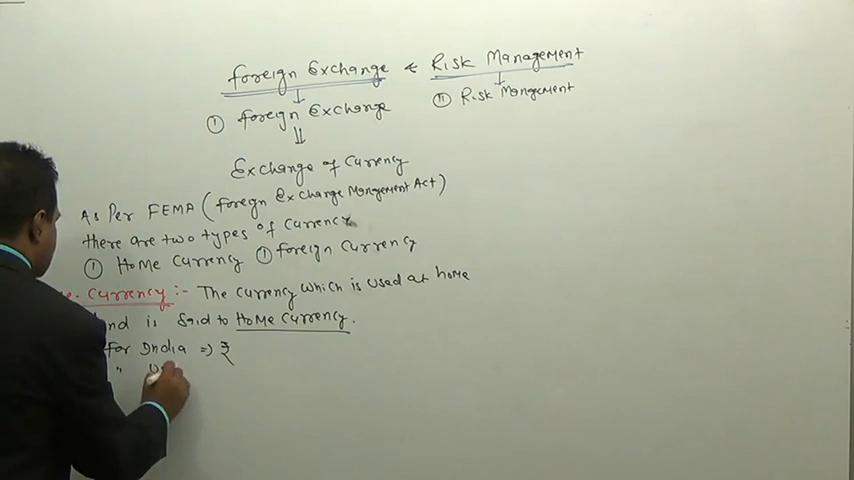 Foreign Exchange & Risk Management
① Foreign Exchange ② Risk Management
Exchange of Currency
As Per FEMA (Foreign Exchange Management Act)
there are two types of currency
① Home Currency ① Foreign Currency
Currency :- The currency which is used at home
land is said to Home Currency.
for India => ₹
"